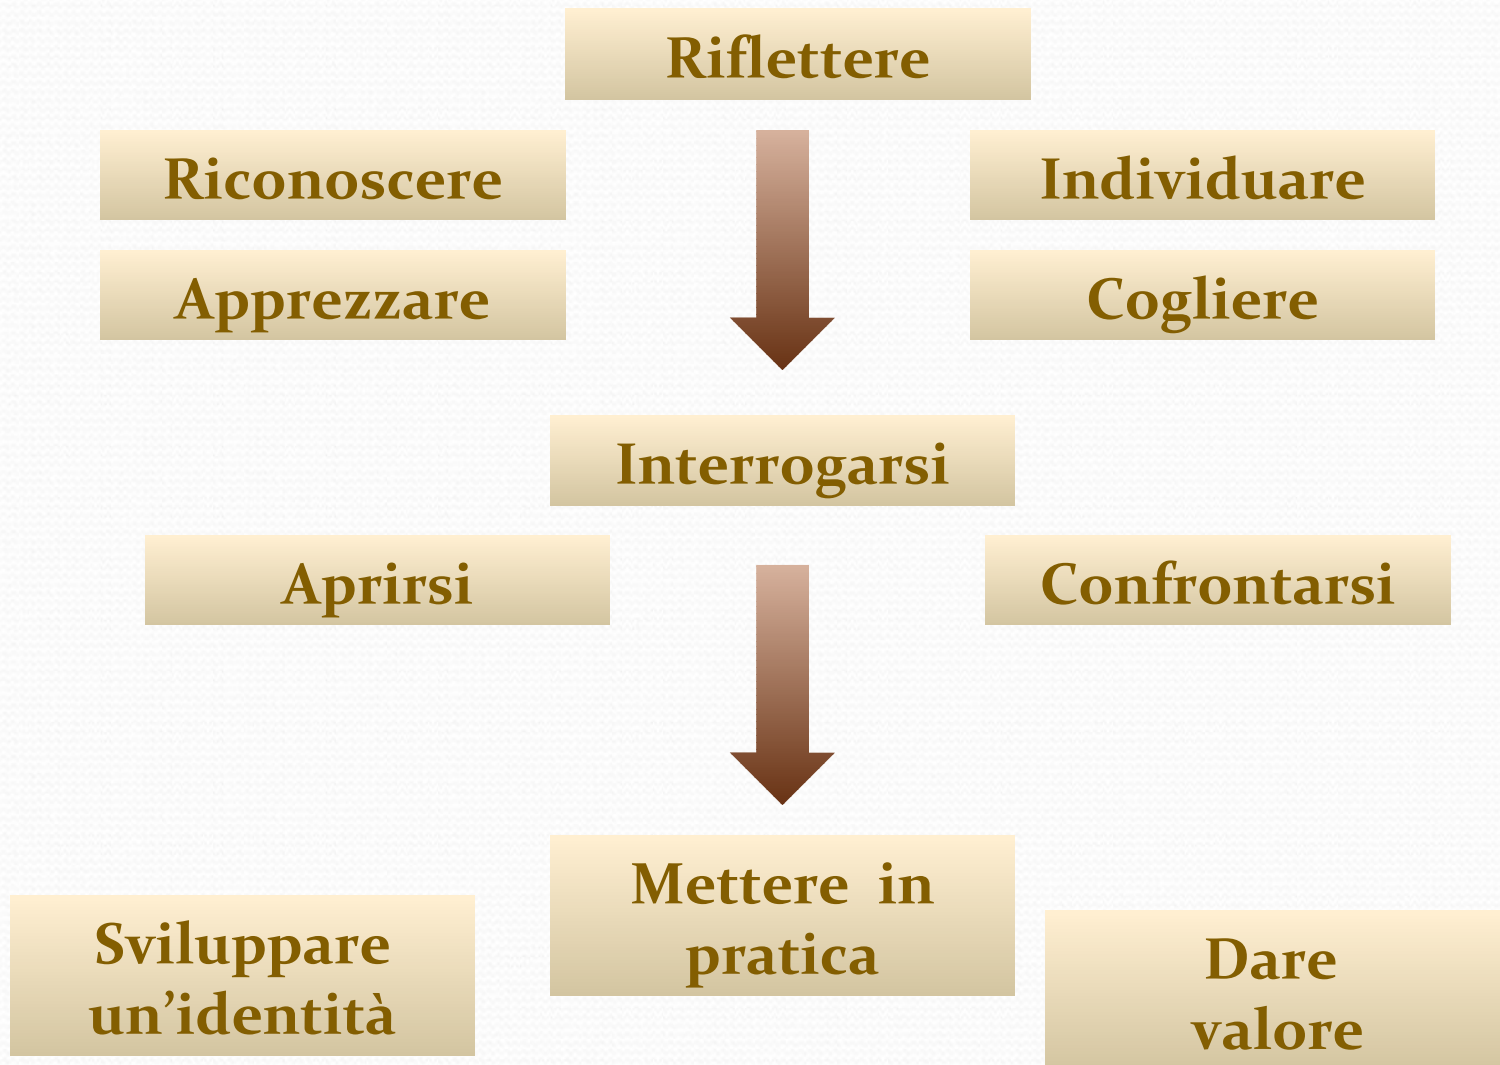 Riflettere
Riconoscere
Individuare
Apprezzare
Cogliere
Interrogarsi
Aprirsi
Confrontarsi
Mettere in
pratica
Sviluppare
un’identità
Dare
valore